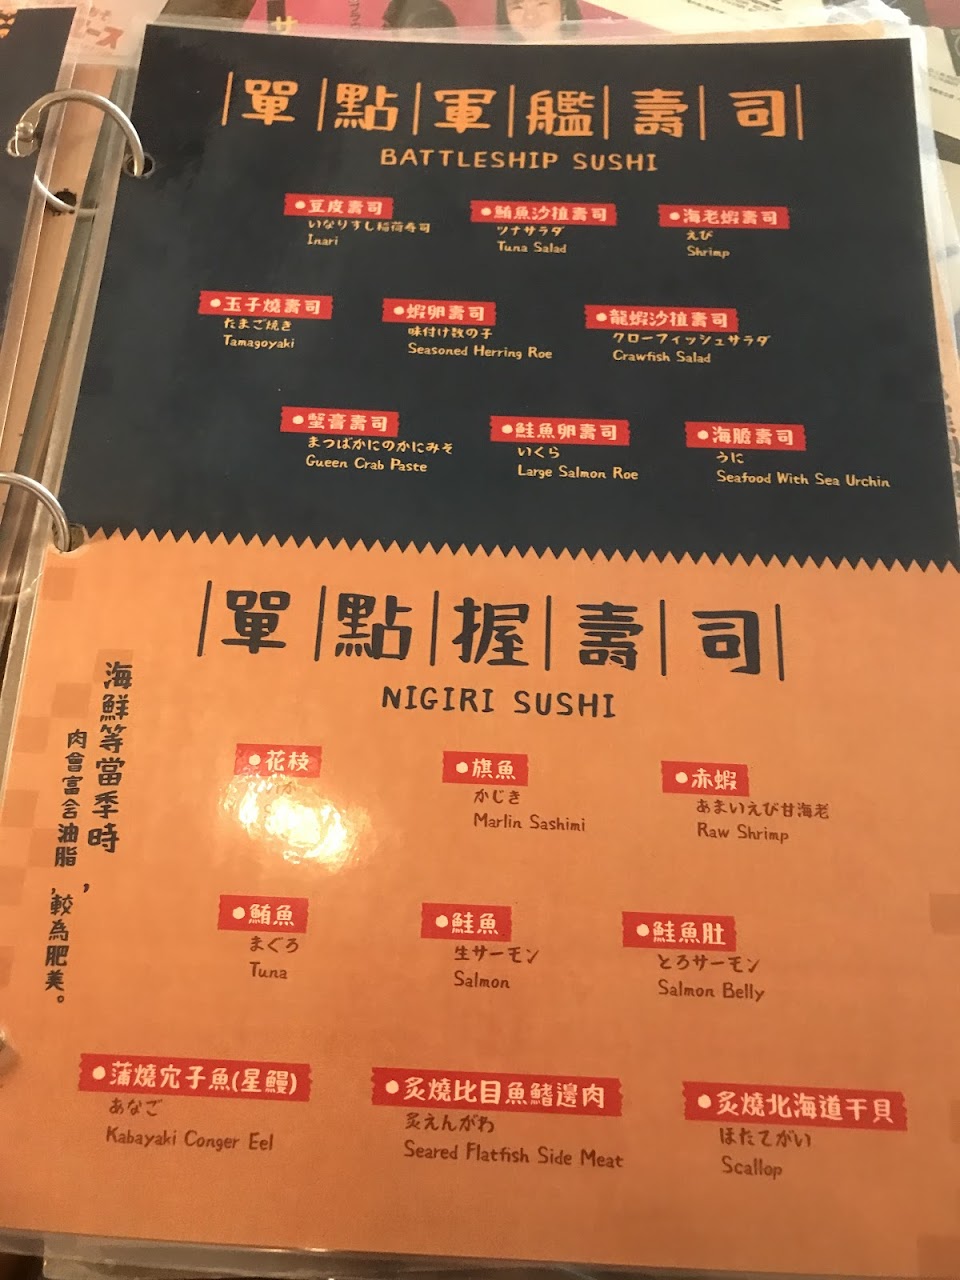 單點軍艦壽司
BATTLESHIP SUSHI
豆皮壽司
いなりすし稲荷寿司
Inari
鮪魚沙拉壽司
ツナサラダ
Tuna Salad
海老蝦壽司
えび
Shrimp
玉子燒壽司
たまご焼き
Tamagoyaki
蝦卵壽司
味付け数の子
Seasoned Herring Roe
龍蝦沙拉壽司
クローフィッシュサラダ
Crawfish Salad
蟹膏壽司
まつばかにのかにみそ
Gueen Crab Paste
鮭魚卵壽司
いくら
Large Salmon Roe
海膽壽司
うに
Seafood With Sea Urchin
單點握壽司
NIGIRI SUSHI
海鮮等當季時，
肉會富含油脂，較為肥美。
花枝
旗魚
かじき
Marlin Sashimi
赤蝦
あまいえび甘海老
Raw Shrimp
鮪魚
まぐろ
Tuna
鮭魚
生サーモン
Salmon
鮭魚肚
とろサーモン
Salmon Belly
蒲燒穴子魚(星鰻)
あなご
Kabayaki Conger Eel
炙燒比目魚鰭邊肉
炙えんがわ
Seared Flatfish Side Meat
炙燒北海道干貝
ほたてがい
Scallop